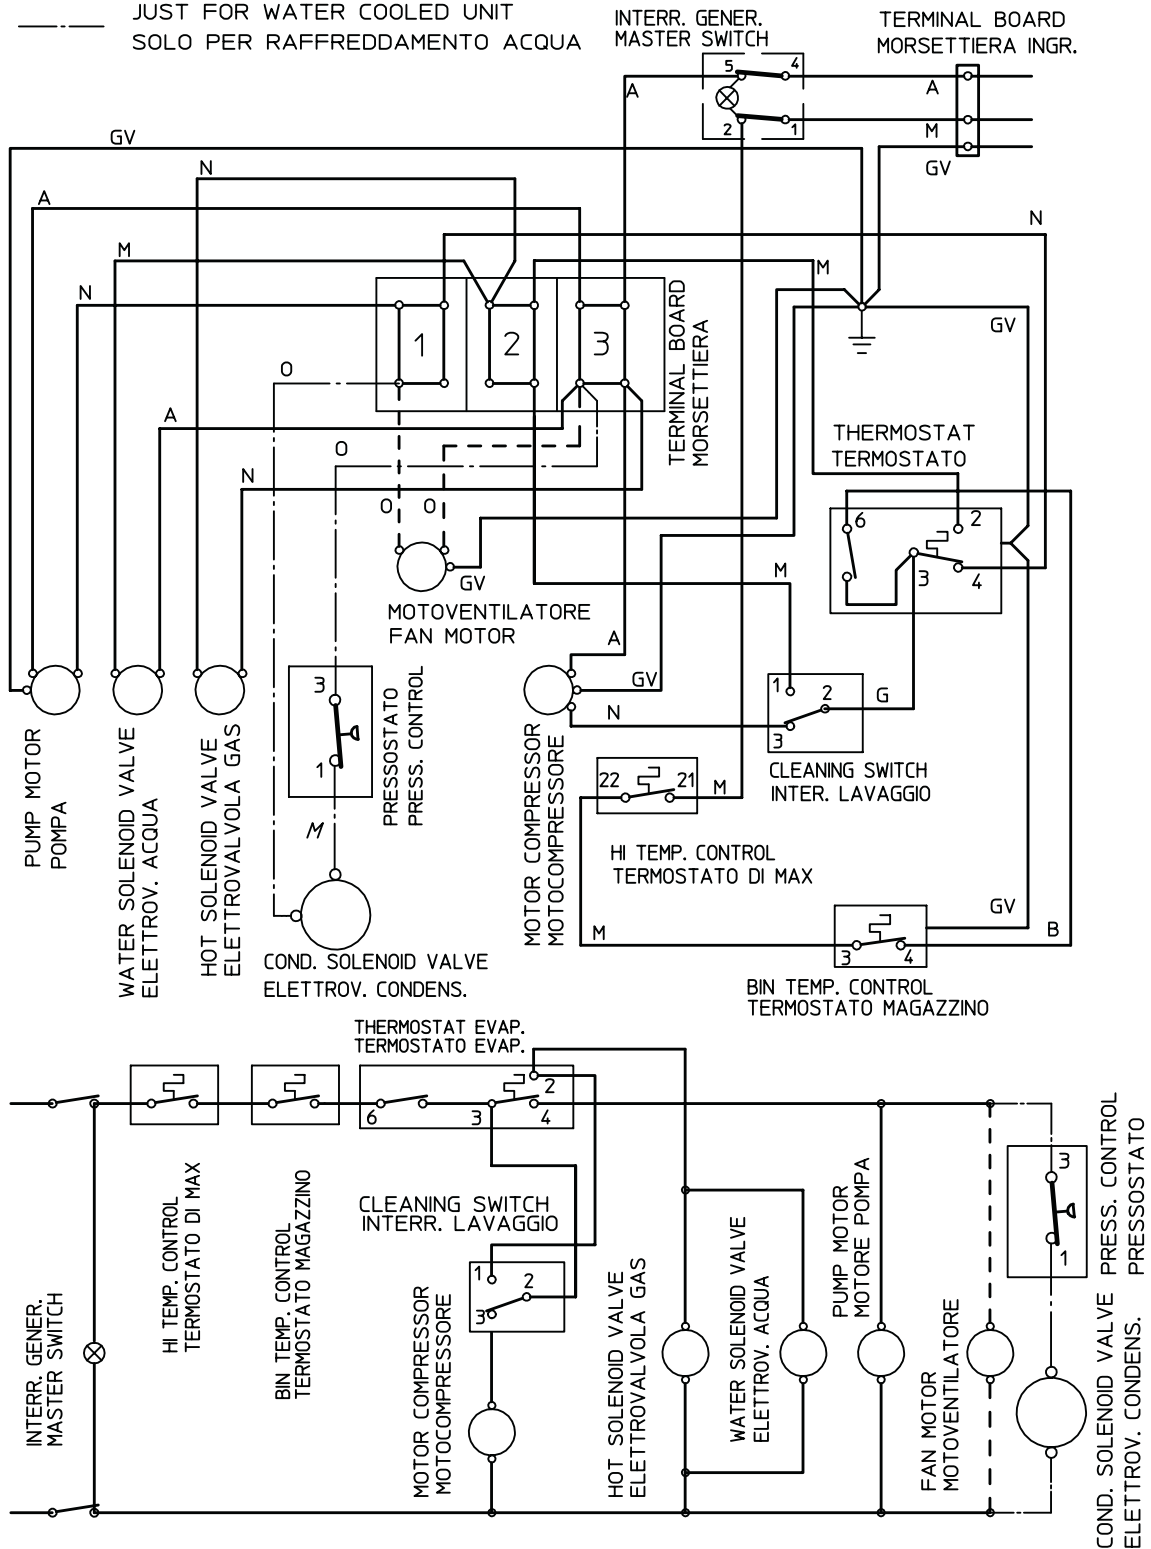 JUST FOR WATER COOLED UNIT
SOLO PER RAFFREDDAMENTO ACQUA
INTERR. GENER.
MASTER SWITCH
TERMINAL BOARD
MORSETTIERA INGR.
5
4
2
1
A
A
M
GV
GV
N
A
M
N
N
M
GV
1
2
3
TERMINAL BOARD
MORSETTIERA
O
A
O
N
O
O
GV
MOTOVENTILATORE
FAN MOTOR
THERMOSTAT
TERMOSTATO
6
2
3
4
M
A
GV
N
1
2
3
G
CLEANING SWITCH
INTER. LAVAGGIO
3
1
M
PRESSOSTATO
PRESS. CONTROL
PUMP MOTOR
POMPA
WATER SOLENOID VALVE
ELETTROV. ACQUA
HOT SOLENOID VALVE
ELETTROVALVOLA GAS
COND. SOLENOID VALVE
ELETTROV. CONDENS.
MOTOR COMPRESSOR
MOTOCOMPRESSORE
22
21
M
HI TEMP. CONTROL
TERMOSTATO DI MAX
M
GV
B
3
4
BIN TEMP. CONTROL
TERMOSTATO MAGAZZINO
THERMOSTAT EVAP.
TERMOSTATO EVAP.
6
3
2
4
INTERR. GENER.
MASTER SWITCH
HI TEMP. CONTROL
TERMOSTATO DI MAX
BIN TEMP. CONTROL
TERMOSTATO MAGAZZINO
CLEANING SWITCH
INTERR. LAVAGGIO
1
2
3
MOTOR COMPRESSOR
MOTOCOMPRESSORE
HOT SOLENOID VALVE
ELETTROVALVOLA GAS
WATER SOLENOID VALVE
ELETTROV. ACQUA
PUMP MOTOR
MOTORE POMPA
FAN MOTOR
MOTOVENTILATORE
3
1
COND. SOLENOID VALVE
ELETTROV. CONDENS.
PRESS. CONTROL
PRESSOSTATO